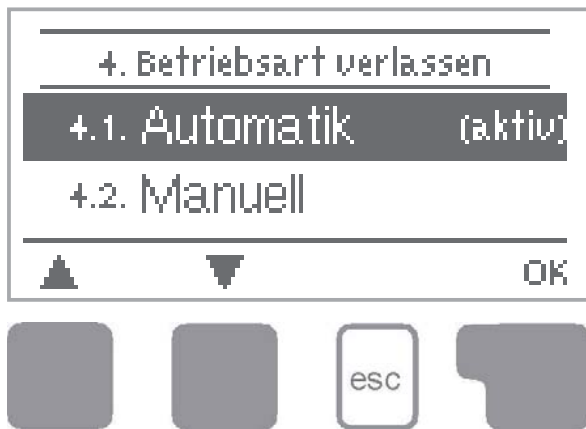 4. Betriebsart verlassen
4.1. Automatik (aktiv)
4.2. Manuell
▲ ▼ OK
esc